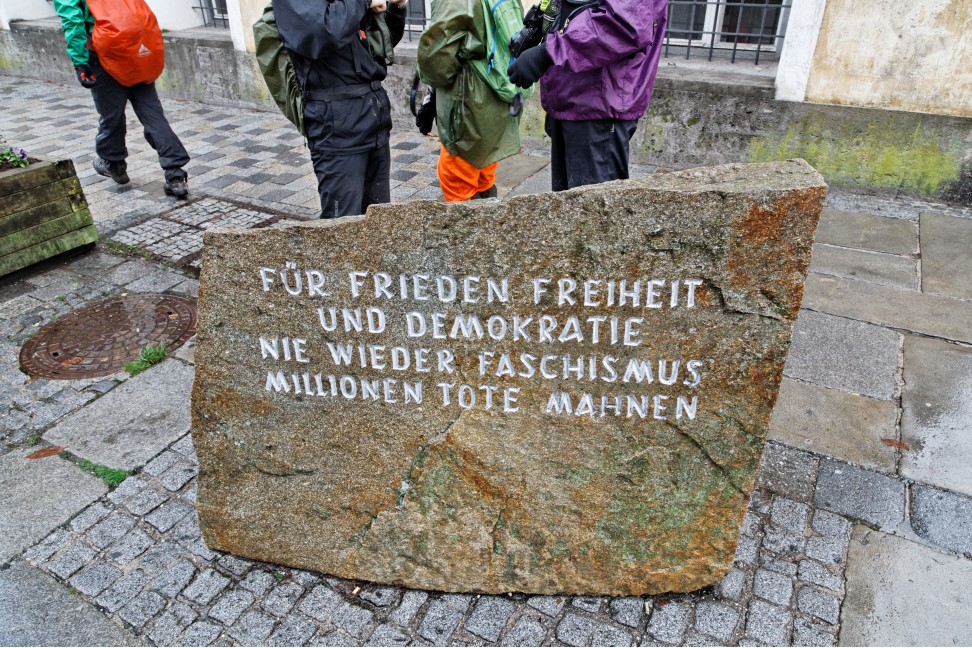 FÜR FRIEDEN FREIHEIT
UND DEMOKRATIE
NIE WIEDER FASCHISMUS
MILLIONEN TOTE MAHNEN